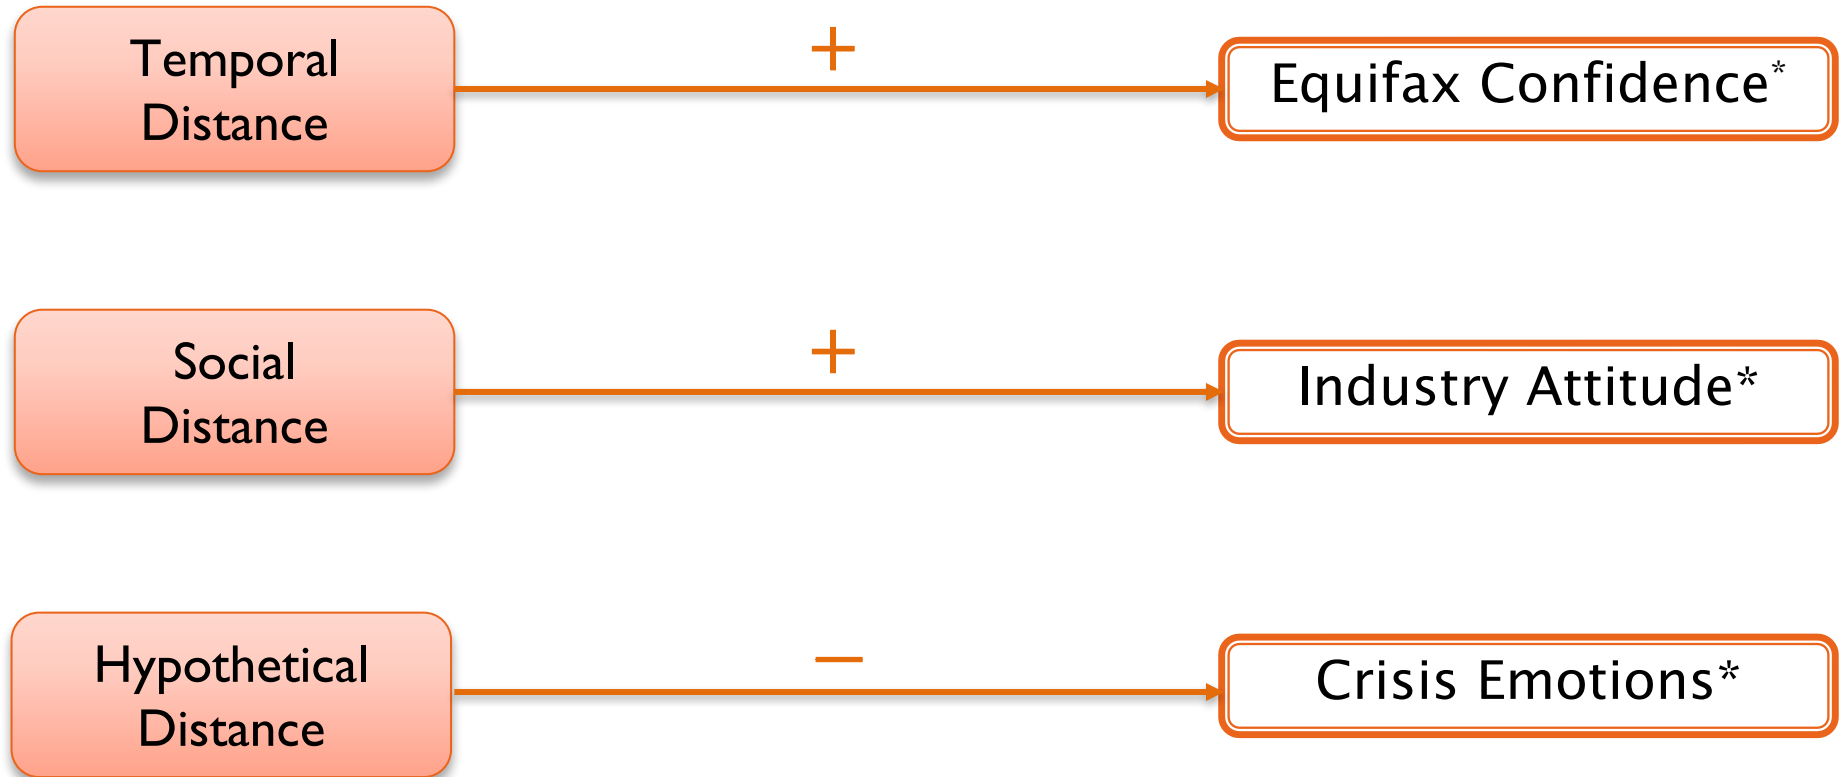 Temporal
Distance
+
Equifax Confidence*
Social
Distance
+
Industry Attitude*
Hypothetical
Distance
–
Crisis Emotions*